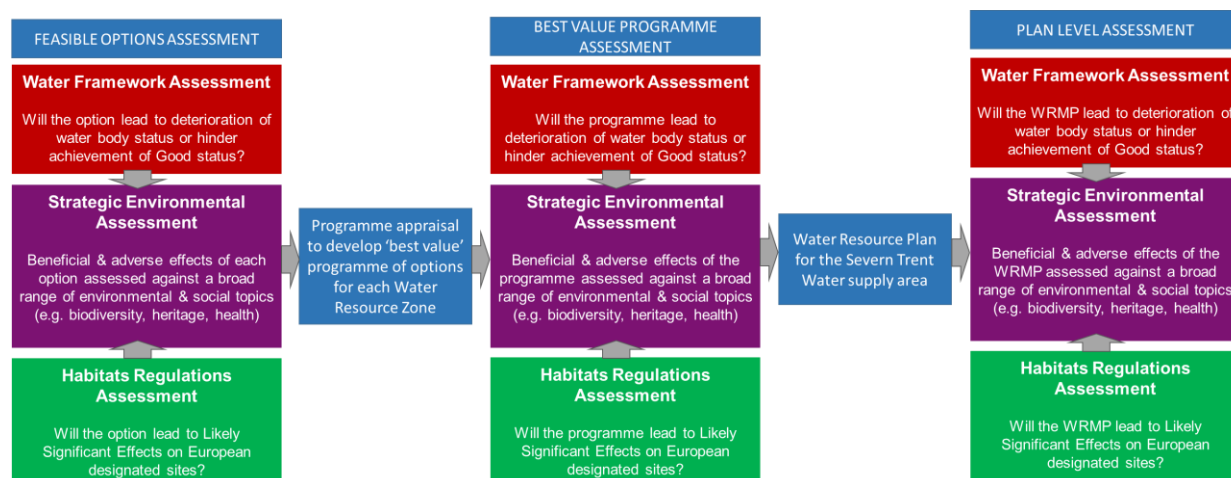 FEASIBLE OPTIONS ASSESSMENT
Water Framework Assessment
Will the option lead to deterioration of
water body status or hinder
achievement of Good status?
Strategic Environmental
Assessment
Beneficial & adverse effects of each
option assessed against a broad
range of environmental & social topics
(e.g. biodiversity, heritage, health)
Habitats Regulations
Assessment
Will the option lead to Likely
Significant Effects on European
designated sites?
Programme appraisal
to develop ‘best value’
programme of options
for each Water
Resource Zone
BEST VALUE PROGRAMME
ASSESSMENT
Water Framework Assessment
Will the programme lead to
deterioration of water body status or
hinder achievement of Good status?
Strategic Environmental
Assessment
Beneficial & adverse effects of the
programme assessed against a broad
range of environmental & social topics
(e.g. biodiversity, heritage, health)
Habitats Regulations
Assessment
Will the programme lead to Likely
Significant Effects on European
designated sites?
Water Resource Plan
for the Severn Trent
Water supply area
PLAN LEVEL ASSESSMENT
Water Framework Assessment
Will the WRMP lead to deterioration of
water body status or hinder
achievement of Good status?
Strategic Environmental
Assessment
Beneficial & adverse effects of the
WRMP assessed against a broad
range of environmental & social topics
(e.g. biodiversity, heritage, health)
Habitats Regulations
Assessment
Will the WRMP lead to Likely
Significant Effects on European
designated sites?